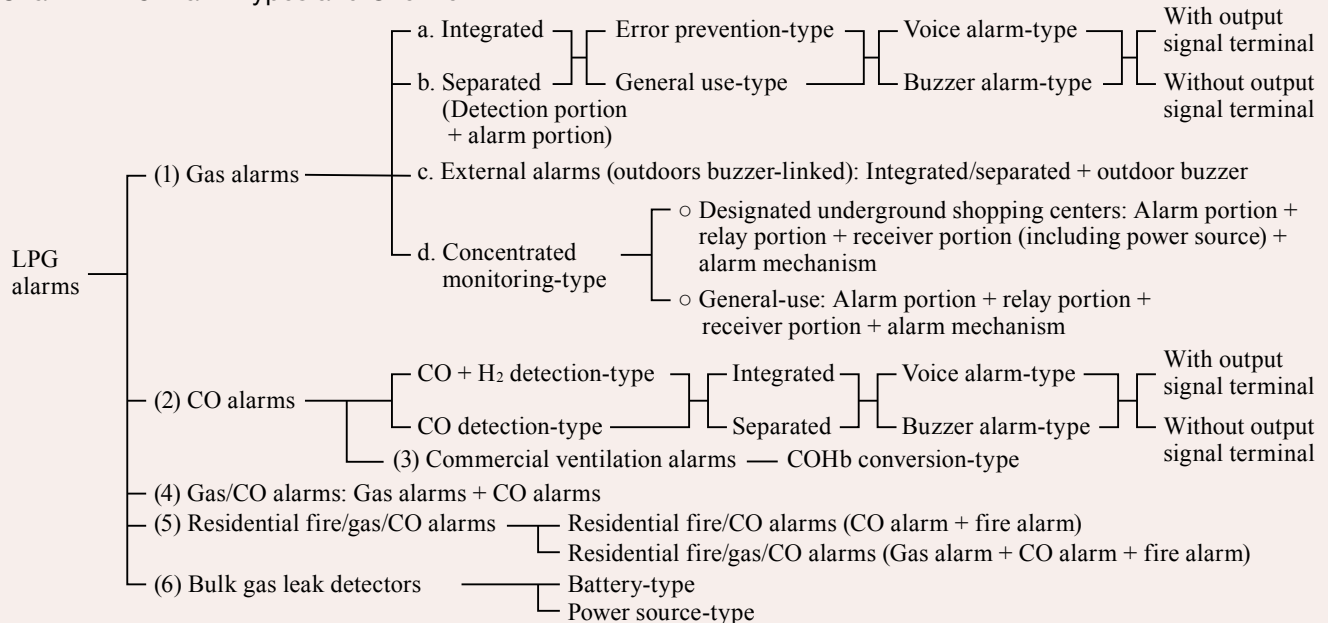 a. Integrated
Error prevention-type
Voice alarm-type
With output
signal terminal
b. Separated
(Detection portion
+ alarm portion)
General use-type
Buzzer alarm-type
Without output
signal terminal
(1) Gas alarms
c. External alarms (outdoors buzzer-linked): Integrated/separated + outdoor buzzer
d. Concentrated
monitoring-type
○ Designated underground shopping centers: Alarm portion +
relay portion + receiver portion (including power source) +
alarm mechanism
○ General-use: Alarm portion + relay portion +
receiver portion + alarm mechanism
LPG
alarms
(2) CO alarms
CO + H2 detection-type
Integrated
Voice alarm-type
With output
signal terminal
CO detection-type
Separated
Buzzer alarm-type
Without output
signal terminal
(3) Commercial ventilation alarms
COHb conversion-type
(4) Gas/CO alarms: Gas alarms + CO alarms
(5) Residential fire/gas/CO alarms
Residential fire/CO alarms (CO alarm + fire alarm)
Residential fire/gas/CO alarms (Gas alarm + CO alarm + fire alarm)
(6) Bulk gas leak detectors
Battery-type
Power source-type